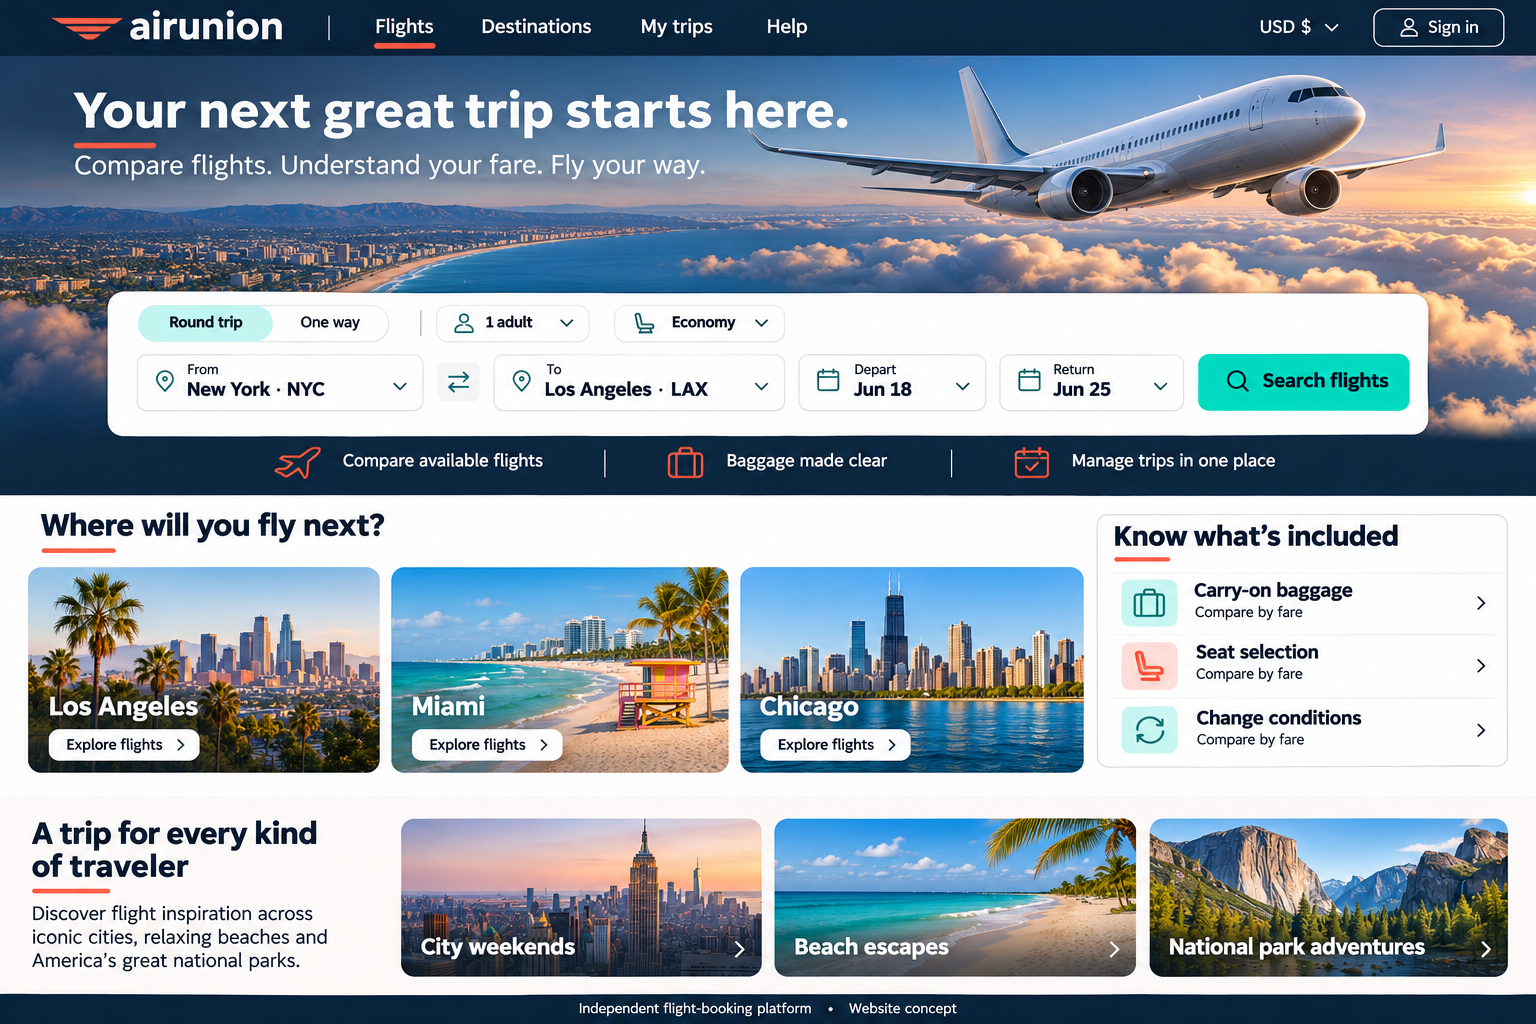 airunion
Flights
Destinations
My trips
Help
USD $
Sign in
Your next great trip starts here.
Compare flights. Understand your fare. Fly your way.
Round trip
One way
1 adult
Economy
From
New York · NYC
To
Los Angeles · LAX
Depart
Jun 18
Return
Jun 25
Search flights
Compare available flights
Baggage made clear
Manage trips in one place
Where will you fly next?
Los Angeles
Explore flights
Miami
Explore flights
Chicago
Explore flights
Know what's included
Carry-on baggage
Compare by fare
Seat selection
Compare by fare
Change conditions
Compare by fare
A trip for every kind
of traveler
Discover flight inspiration across
iconic cities, relaxing beaches and
America's great national parks.
City weekends
Beach escapes
National park adventures
Independent flight-booking platform • Website concept